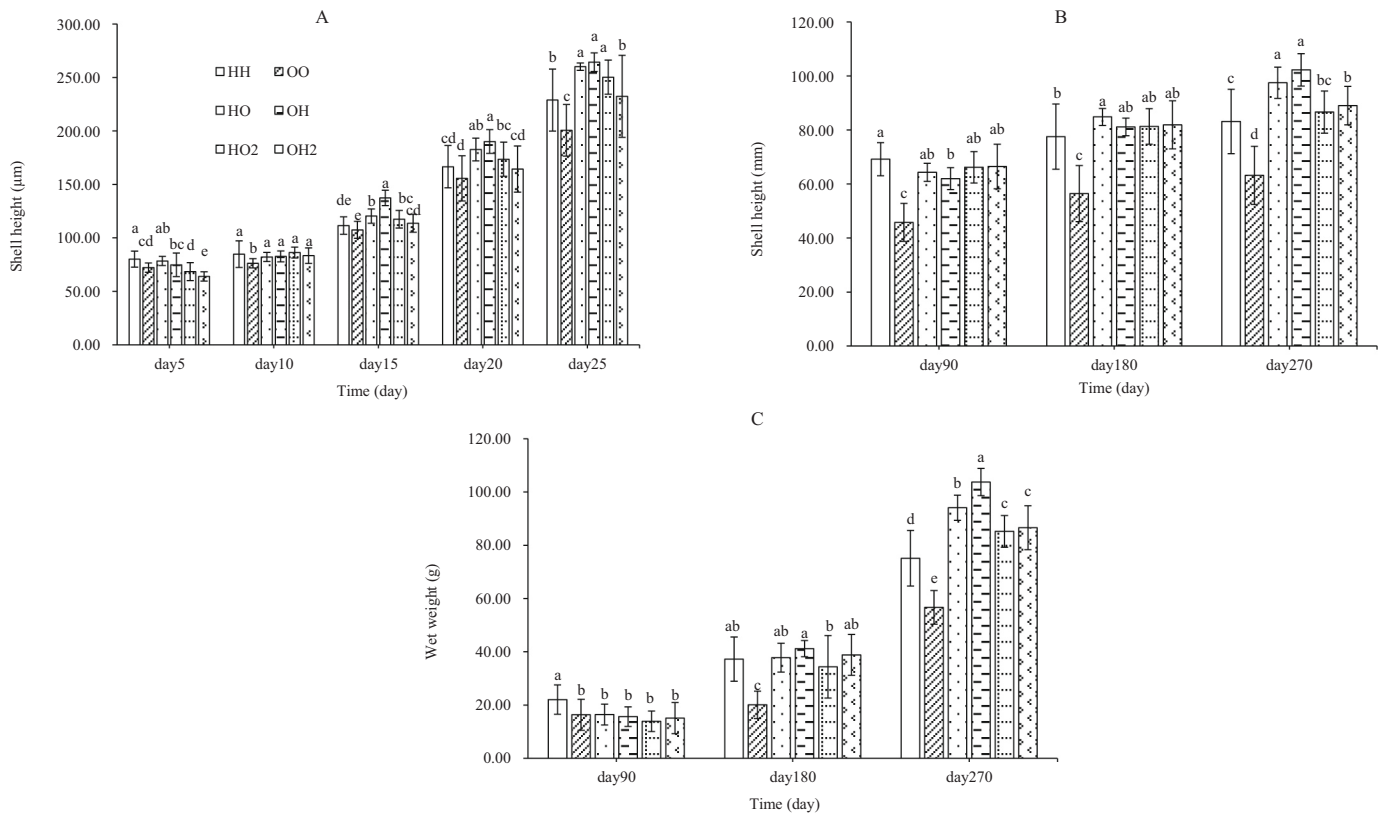 A
300.00
250.00
200.00
150.00
100.00
50.00
0.00
Shell height (μm)
HH OO
HO OH
HO2 OH2
a cd ab bc d e
a b a a a a
de e b a bc cd
cd d ab a bc cd
b c a a a b
day5 day10 day15 day20 day25
Time (day)
B
120.00
100.00
80.00
60.00
40.00
20.00
0.00
Shell height (mm)
a c ab b ab ab
b c a ab ab ab
c d a a bc b
day90 day180 day270
Time (day)
C
120.00
100.00
80.00
60.00
40.00
20.00
0.00
Wet weight (g)
a b b b b b
ab c ab a b ab
d e b a c c
day90 day180 day270
Time (day)